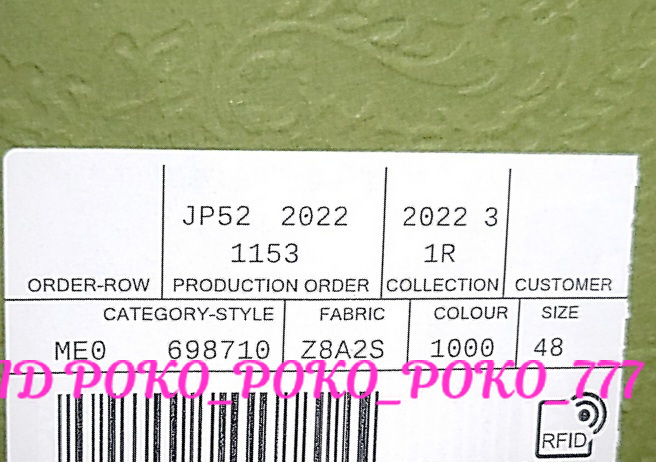 JP52 2022 2022 3
1153 1R
ORDER-ROW PRODUCTION ORDER COLLECTION CUSTOMER
CATEGORY-STYLE FABRIC COLOUR SIZE
ME0 698710 Z8A2S 1000 48
ID POKO_POKO_POKO_777
RFID